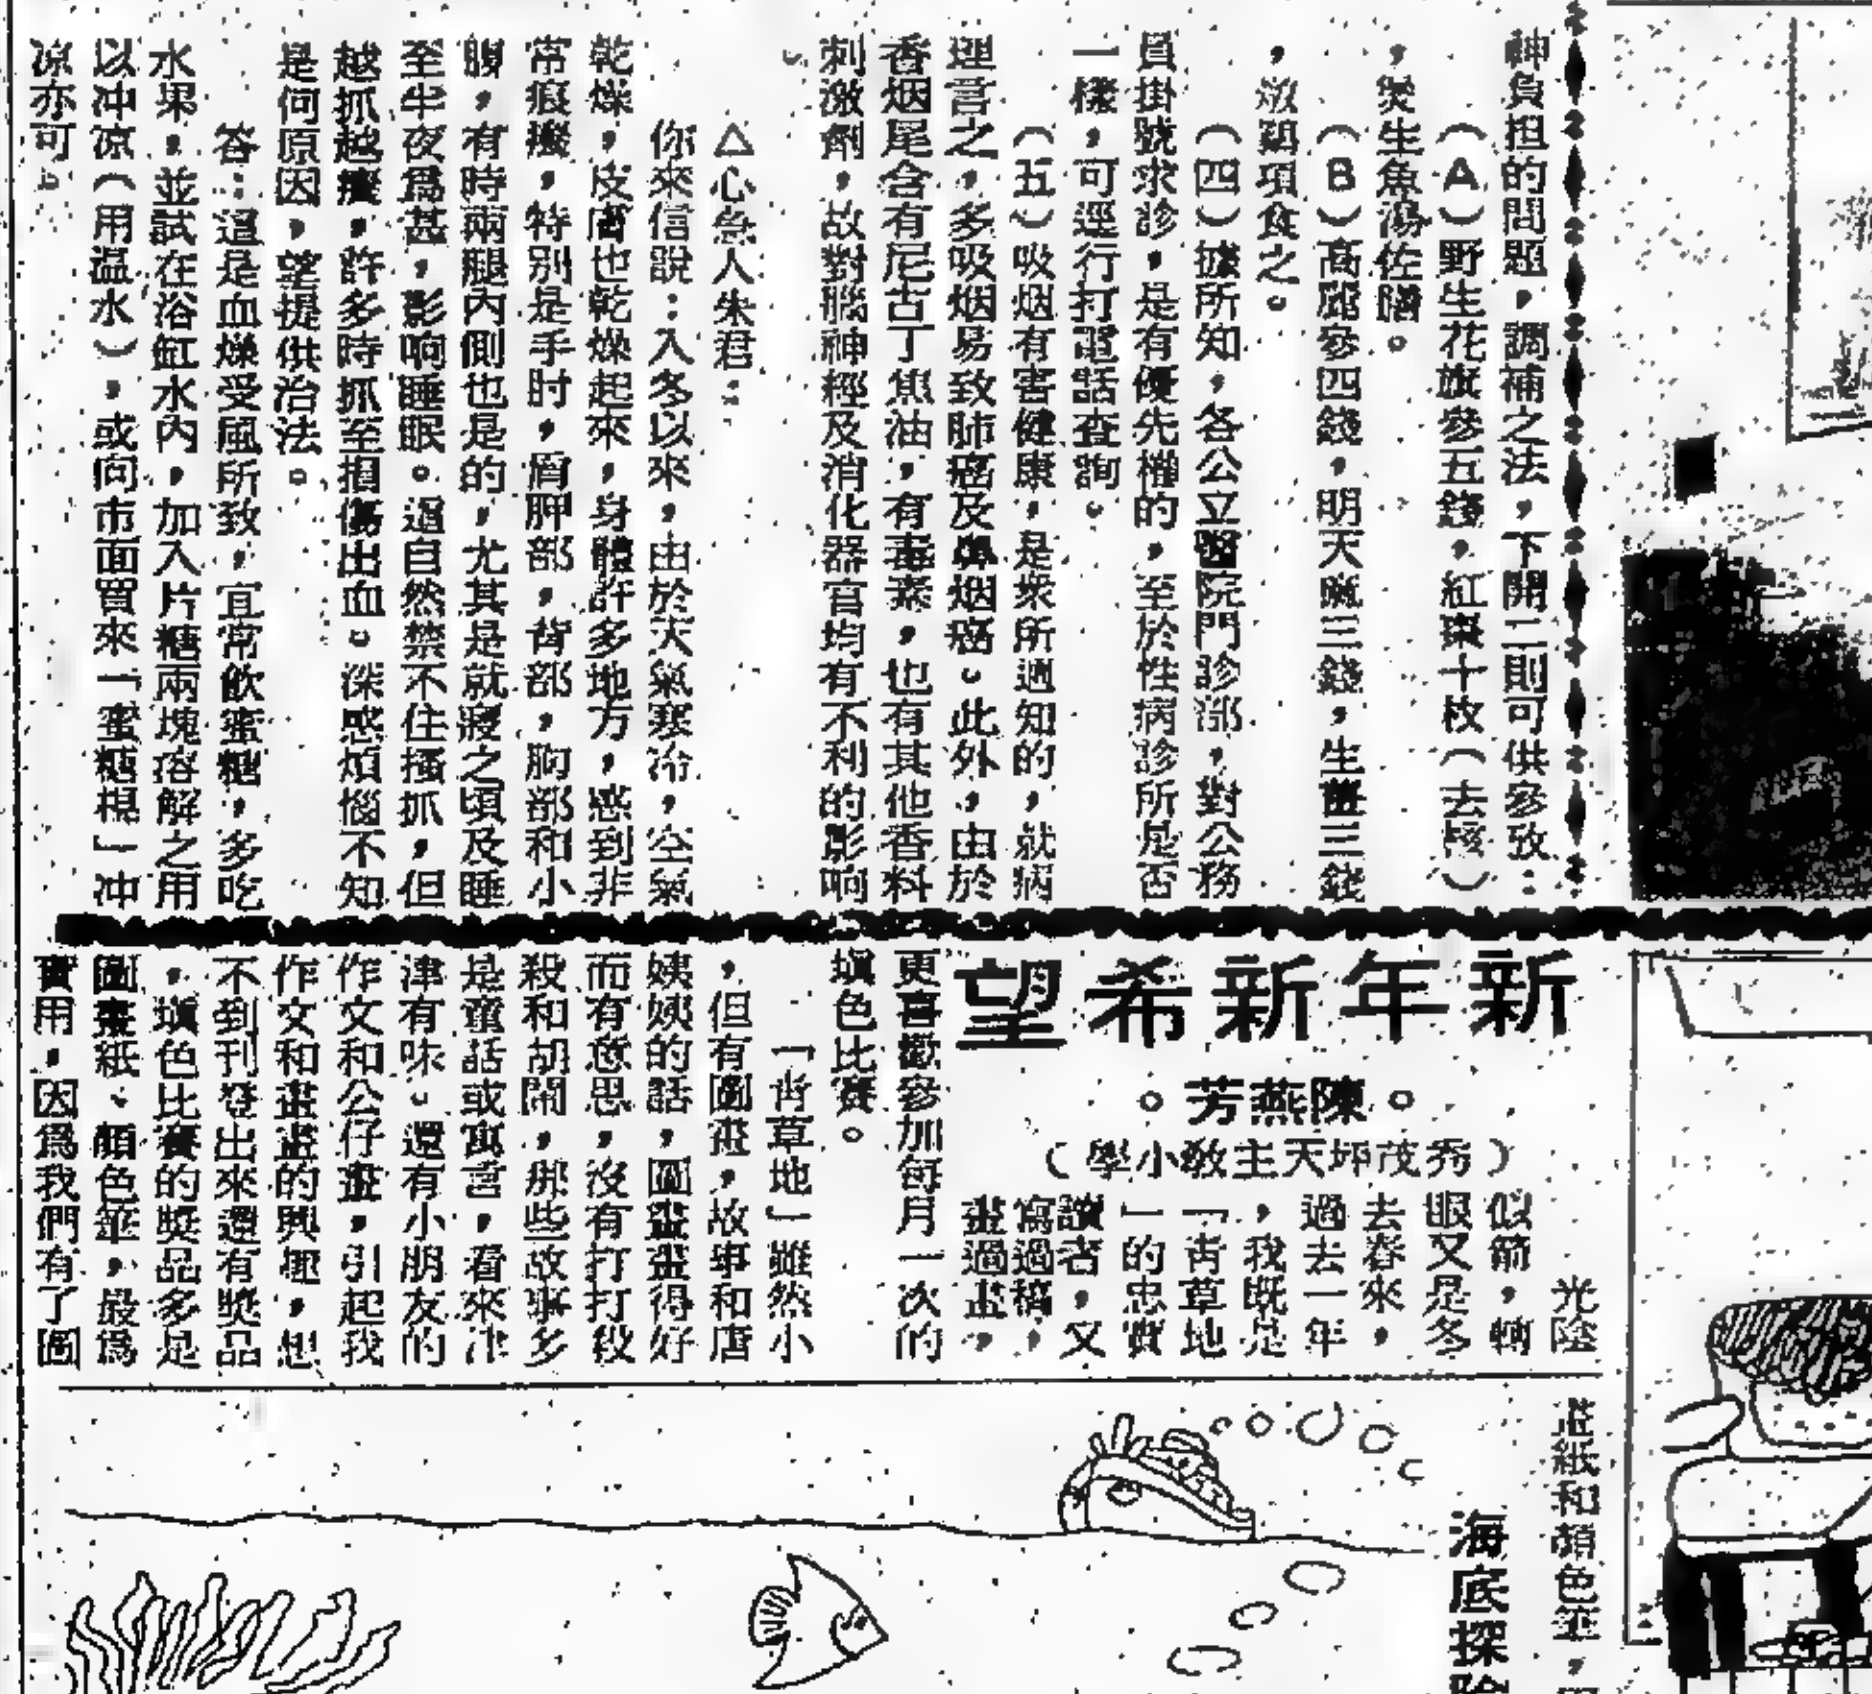 神負担的問題，調補之法，下開二則可供參攷：
（A）野生花旗參五錢，紅棗十枚（去核）
，煲生魚湯佐膳。
（B）高麗參四錢，明天麻三錢，生薑三錢
，燉鷄項食之。
（四）據所知，各公立醫院門診部，對公務
員掛號求診，是有優先權的，至於性病診所是否
一樣，可逕行打電話查詢。
（五）吸烟有害健康，是衆所週知的，就病
理言之，多吸烟易致肺癌及鼻烟癌。此外，由於
香烟尾含有尼古丁焦油，有毒素，也有其他香料
刺激劑，故對腦神經及消化器官均有不利的影响
。
△心急人朱君：
你來信說：入冬以來，由於天氣寒冷，空氣
乾燥，皮膚也乾燥起來，身體許多地方，感到非
常痕癢，特別是手肘，肩胛部，背部，胸部和小
腹，有時兩腿內側也是的，尤其是就寢之頃及睡
至半夜爲甚，影响睡眠。過自然禁不住搔抓，但
越抓越癢，許多時抓至損傷出血。深感煩惱不知
是何原因，望提供治法。
答：這是血燥受風所致，宜常飲蜜糖，多吃
水果，並試在浴缸水內，加入片糖兩塊溶解之用
以冲凉（用温水），或向市面買來「蜜糖梘」冲
凉亦可。
新年新希望
。陳燕芳。
（秀茂坪天主敎小學）
光陰
似箭，轉
眼又是冬
去春來，
過去一年
，我既是
「靑草地
」的忠實
讀者，又
寫過稿，
畫過畫，
更喜歡參加每月一次的
塡色比賽。
「靑草地」雖然小
，但有圖畫，故事和唐
姨姨的話，圖畫畫得好
而有意思，沒有打打殺
殺和胡鬧，那些故事多
是童話或寓言，看來津
津有味。還有小朋友的
作文和公仔畫，引起我
作文和畫畫的興趣，想
不到刊登出來還有獎品
，塡色比賽的獎品多是
圖畫紙、顏色筆，最爲
實用，因爲我們有了圖
畫紙和顏色筆，
海底探險